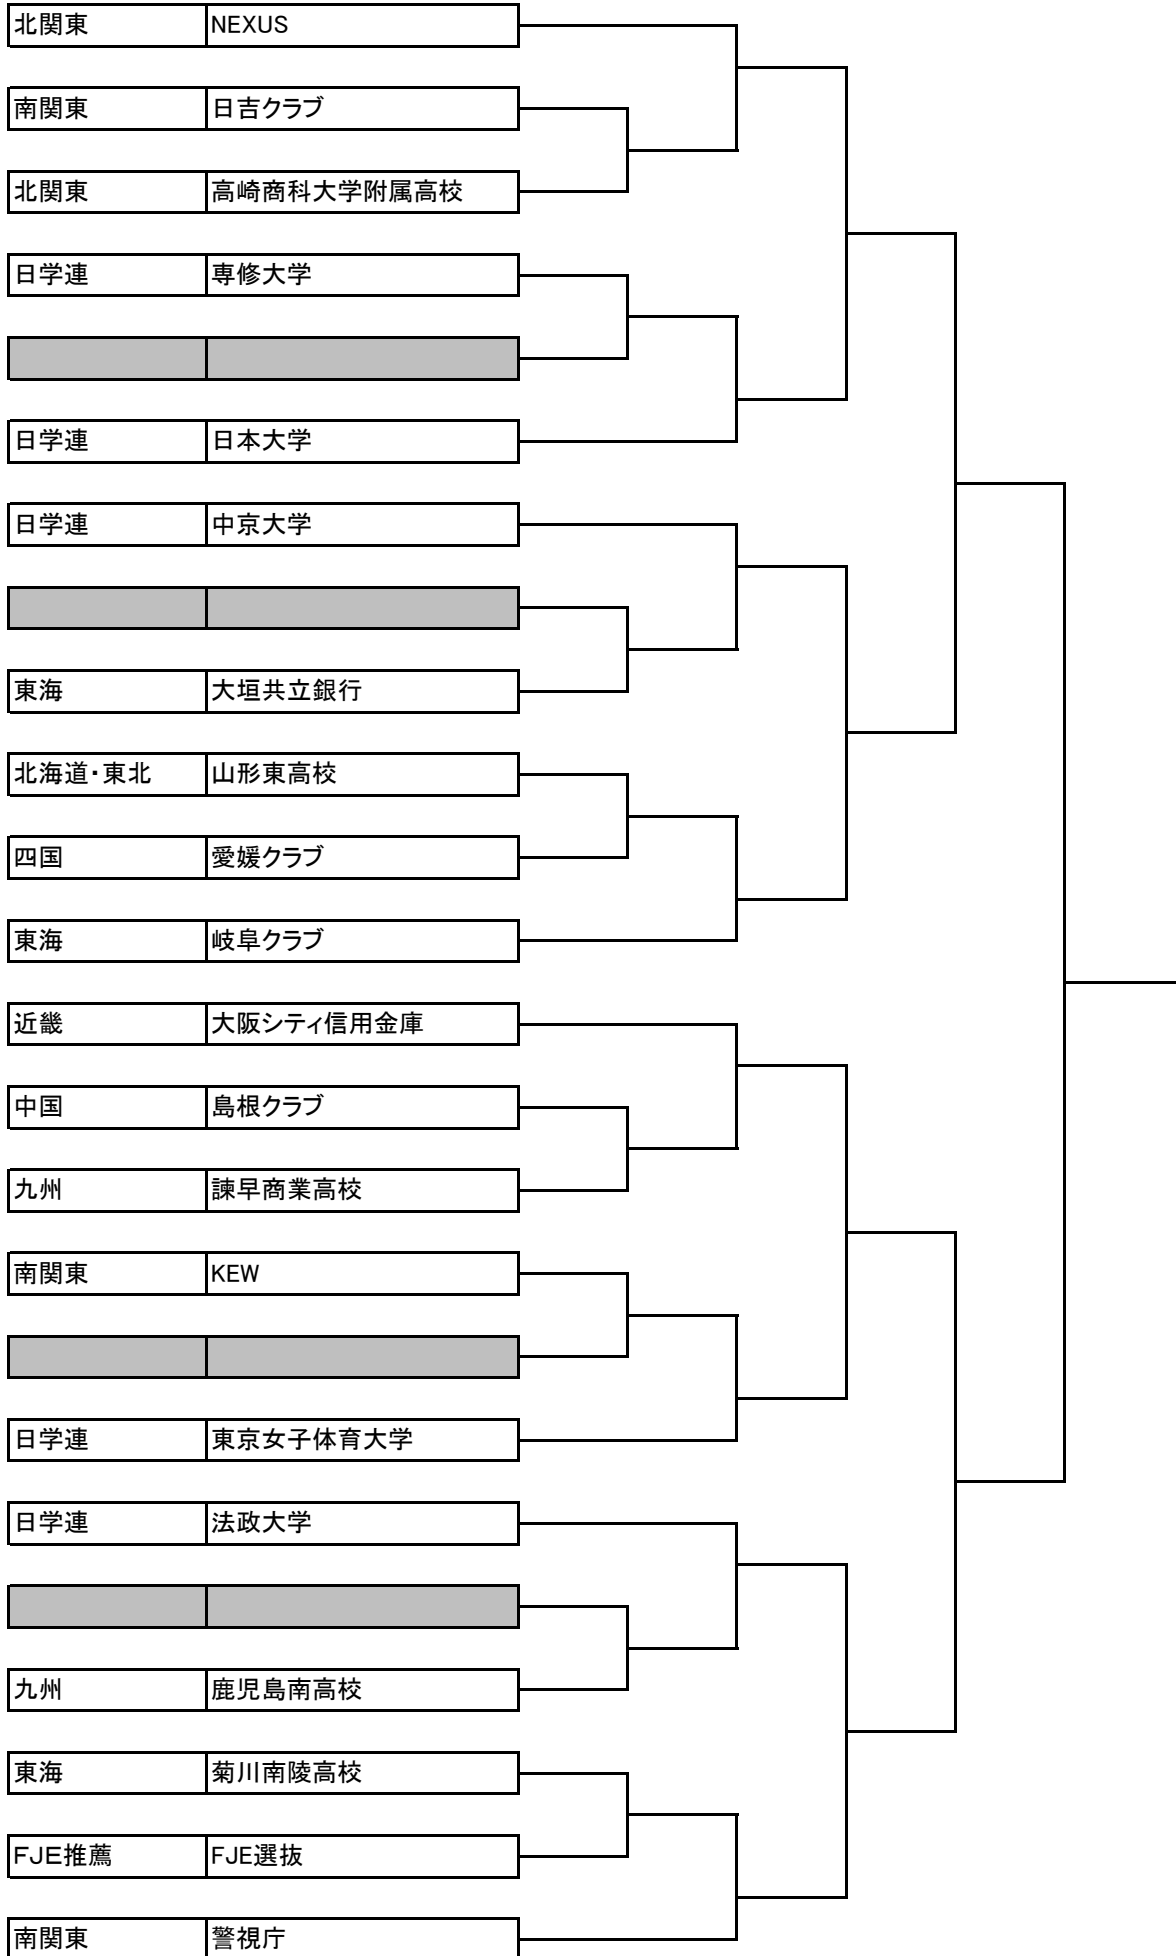 北関東 NEXUS
南関東 日吉クラブ
北関東 高崎商科大学附属高校
日学連 専修大学
日学連 日本大学
日学連 中京大学
東海 大垣共立銀行
北海道・東北 山形東高校
四国 愛媛クラブ
東海 岐阜クラブ
近畿 大阪シティ信用金庫
中国 島根クラブ
九州 諫早商業高校
南関東 KEW
日学連 東京女子体育大学
日学連 法政大学
九州 鹿児島南高校
東海 菊川南陵高校
FJE推薦 FJE選抜
南関東 警視庁